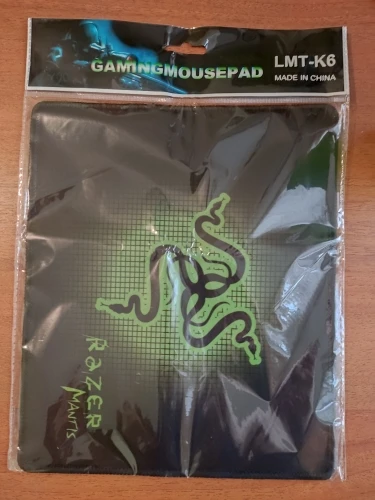 GAMINGMOUSEPAD
LMT-K6
MADE IN CHINA
RAZER
MANTIS